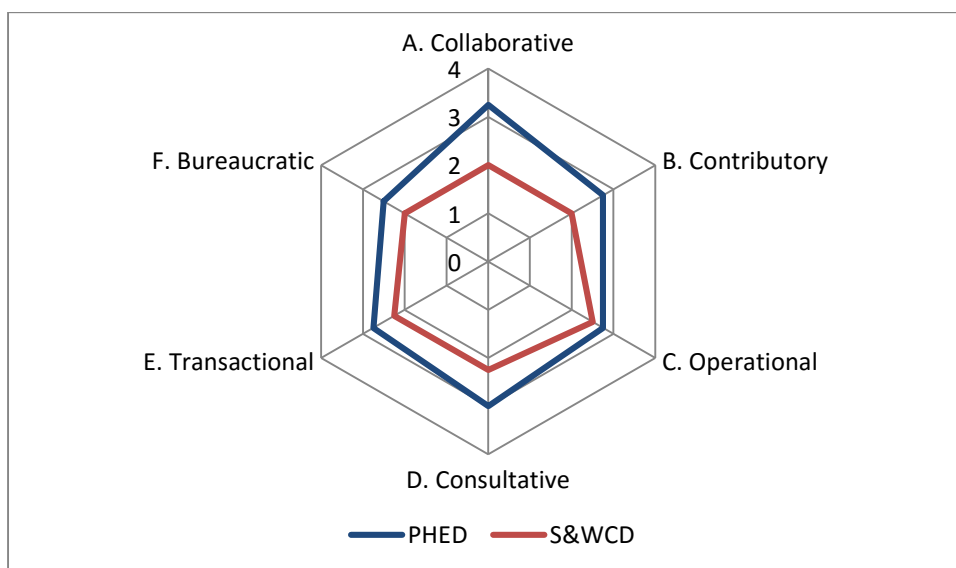 A. Collaborative
4
3
F. Bureaucratic
B. Contributory
2
1
0
E. Transactional
C. Operational
D. Consultative
PHED
S&WCD